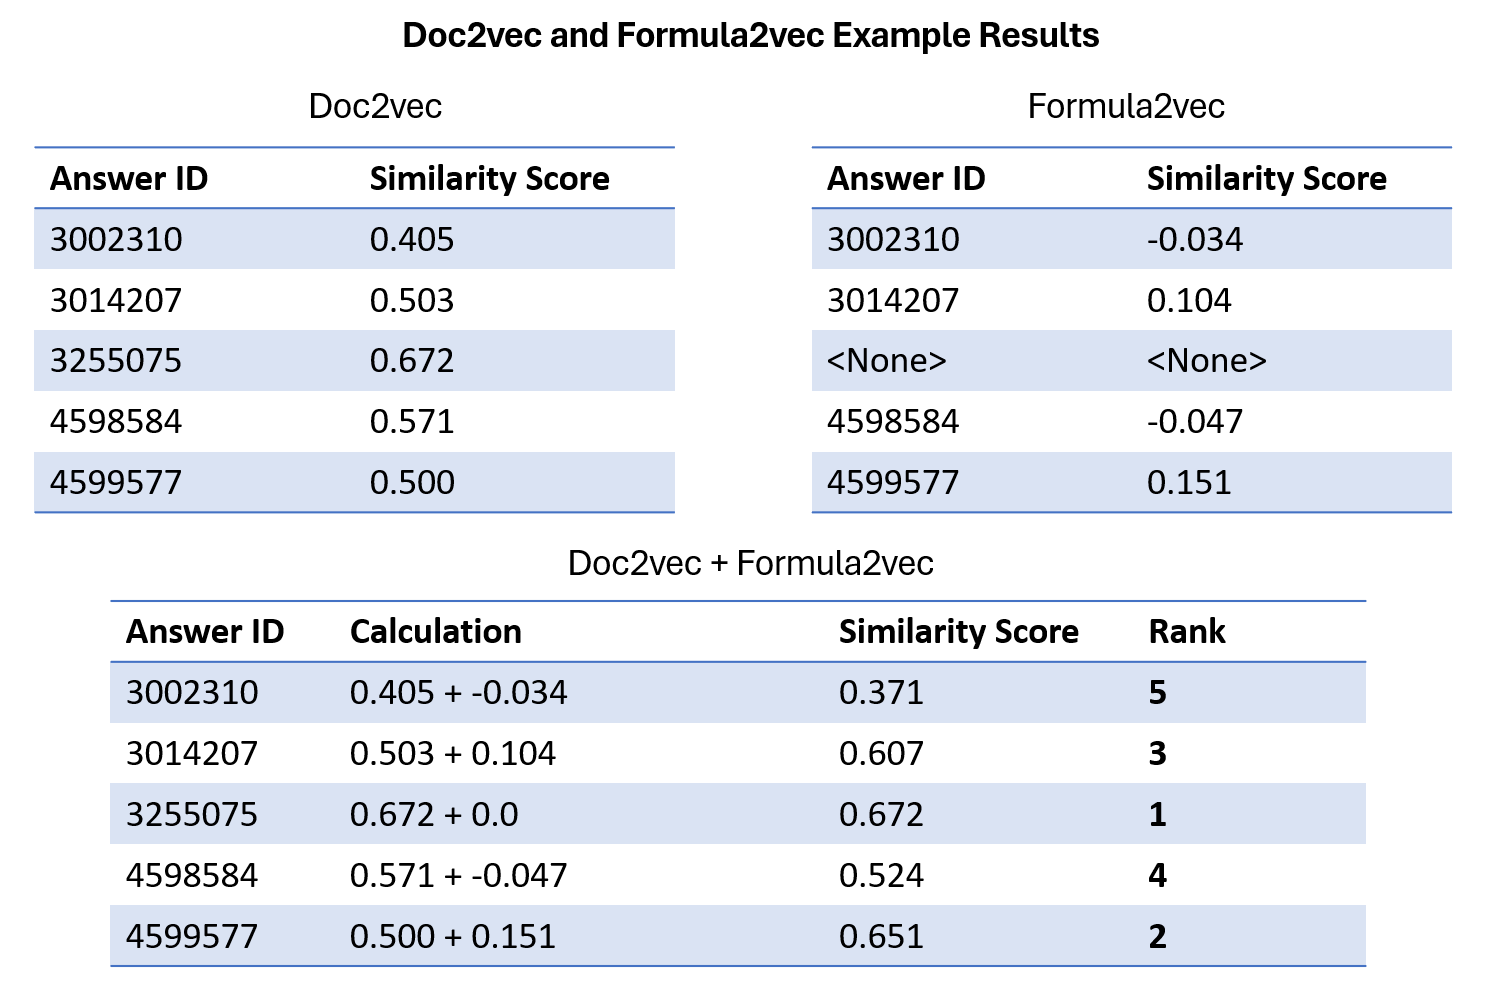 Doc2vec and Formula2vec Example Results
Doc2vec
Answer ID Similarity Score
3002310 0.405
3014207 0.503
3255075 0.672
4598584 0.571
4599577 0.500
Formula2vec
Answer ID Similarity Score
3002310 -0.034
3014207 0.104
<None> <None>
4598584 -0.047
4599577 0.151
Doc2vec + Formula2vec
Answer ID Calculation Similarity Score Rank
3002310 0.405 + -0.034 0.371 5
3014207 0.503 + 0.104 0.607 3
3255075 0.672 + 0.0 0.672 1
4598584 0.571 + -0.047 0.524 4
4599577 0.500 + 0.151 0.651 2